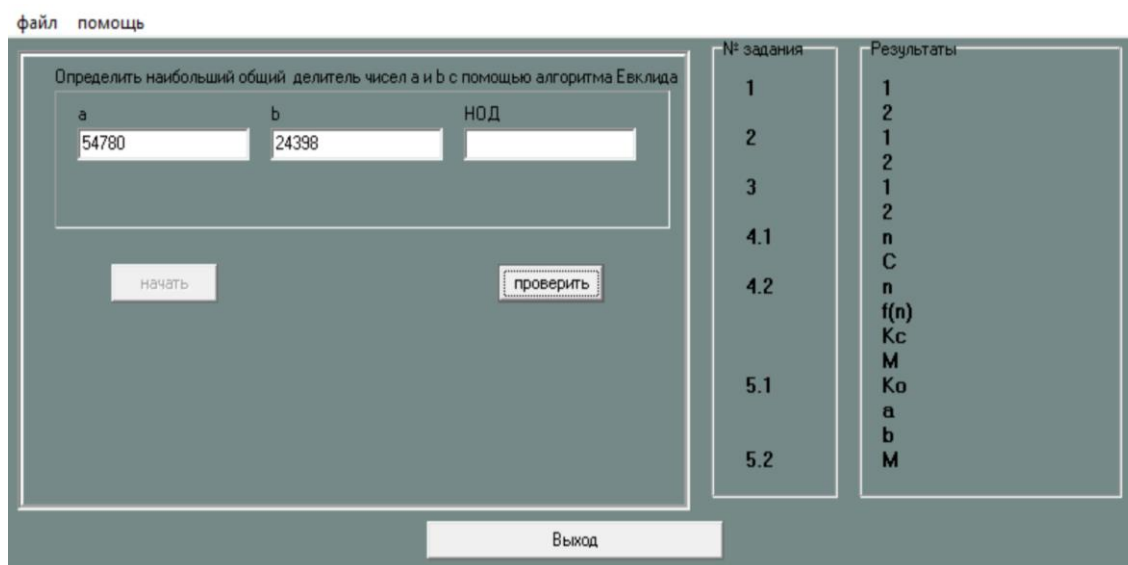 файл помощь
Определить наибольший общий делитель чисел a и b с помощью алгоритма Евклида
a b НОД
54780 24398
начать проверить
№ задания
1
2
3
4.1
4.2
5.1
5.2
Результаты
1
2
1
2
1
2
n
C
n
f(n)
Kc
M
Ko
a
b
M
Выход